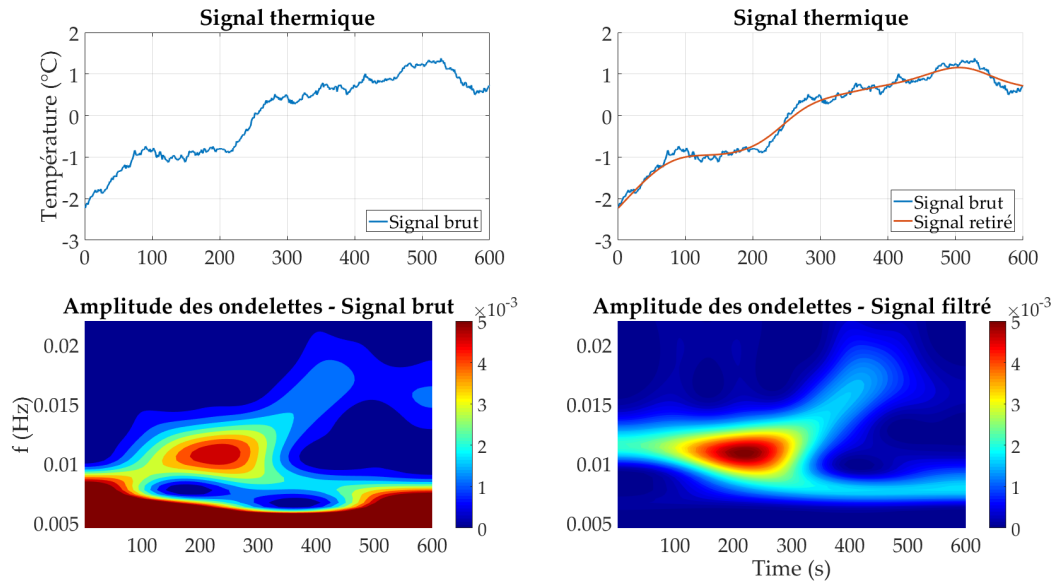 Signal thermique
Température (°C)
2
1
0
-1
-2
-3
Signal brut
0 100 200 300 400 500 600
Signal thermique
2
1
0
-1
-2
-3
Signal brut
Signal retiré
0 100 200 300 400 500 600
Amplitude des ondelettes - Signal brut
f (Hz)
0.02
0.015
0.01
0.005
100 200 300 400 500 600
×10-3
5
4
3
2
1
0
Amplitude des ondelettes - Signal filtré
0.02
0.015
0.01
0.005
100 200 300 400 500 600
Time (s)
×10-3
5
4
3
2
1
0